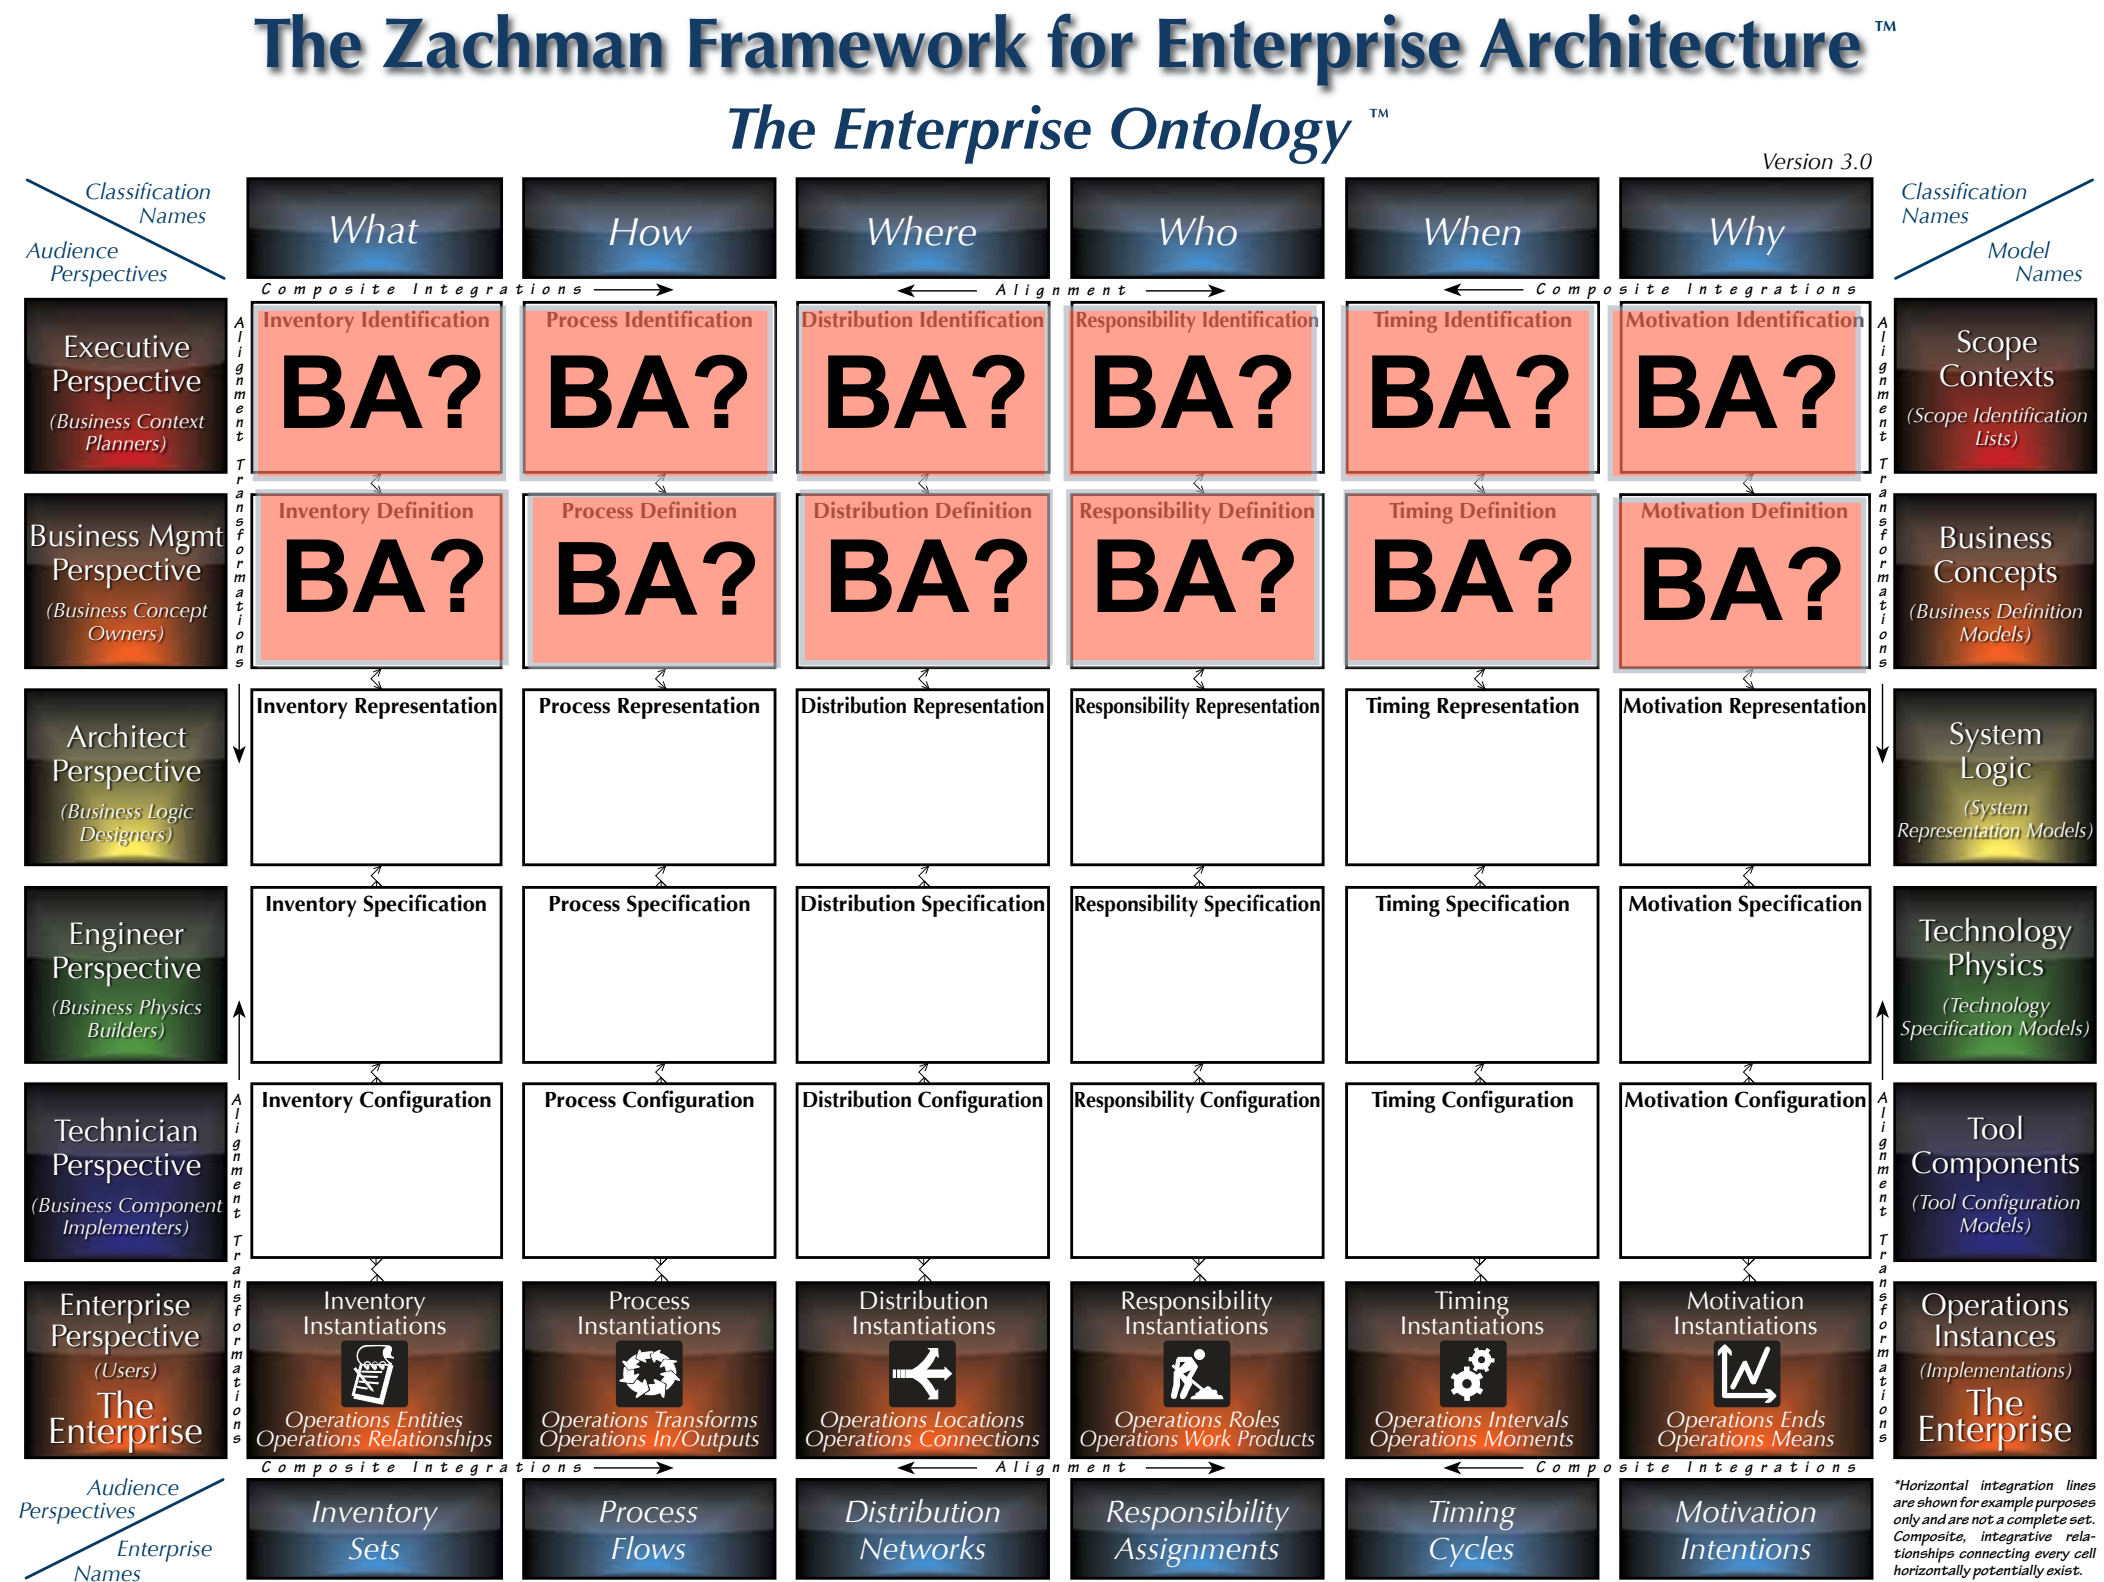 The Zachman Framework for Enterprise Architecture ™
The Enterprise Ontology ™
Version 3.0
Classification
Names
Audience
Perspectives
What
How
Where
Who
When
Why
Classification
Names
Model
Names
Composite Integrations
Alignment
Composite Integrations
Alignment Transformations
Alignment Transformations
Executive
Perspective
(Business Context
Planners)
Inventory Identification
BA?
Process Identification
BA?
Distribution Identification
BA?
Responsibility Identification
BA?
Timing Identification
BA?
Motivation Identification
BA?
Scope
Contexts
(Scope Identification
Lists)
Business Mgmt
Perspective
(Business Concept
Owners)
Inventory Definition
BA?
Process Definition
BA?
Distribution Definition
BA?
Responsibility Definition
BA?
Timing Definition
BA?
Motivation Definition
BA?
Business
Concepts
(Business Definition
Models)
Architect
Perspective
(Business Logic
Designers)
Inventory Representation
Process Representation
Distribution Representation
Responsibility Representation
Timing Representation
Motivation Representation
System
Logic
(System
Representation Models)
Engineer
Perspective
(Business Physics
Builders)
Inventory Specification
Process Specification
Distribution Specification
Responsibility Specification
Timing Specification
Motivation Specification
Technology
Physics
(Technology
Specification Models)
Alignment Transformations
Alignment Transformations
Technician
Perspective
(Business Component
Implementers)
Inventory Configuration
Process Configuration
Distribution Configuration
Responsibility Configuration
Timing Configuration
Motivation Configuration
Tool
Components
(Tool Configuration
Models)
Enterprise
Perspective
(Users)
The
Enterprise
Inventory
Instantiations
Operations Entities
Operations Relationships
Process
Instantiations
Operations Transforms
Operations In/Outputs
Distribution
Instantiations
Operations Locations
Operations Connections
Responsibility
Instantiations
Operations Roles
Operations Work Products
Timing
Instantiations
Operations Intervals
Operations Moments
Motivation
Instantiations
Operations Ends
Operations Means
Operations
Instances
(Implementations)
The
Enterprise
Composite Integrations
Alignment
Composite Integrations
Audience
Perspectives
Enterprise
Names
Inventory
Sets
Process
Flows
Distribution
Networks
Responsibility
Assignments
Timing
Cycles
Motivation
Intentions
*Horizontal integration lines
are shown for example purposes
only and are not a complete set.
Composite, integrative rela-
tionships connecting every cell
horizontally potentially exist.